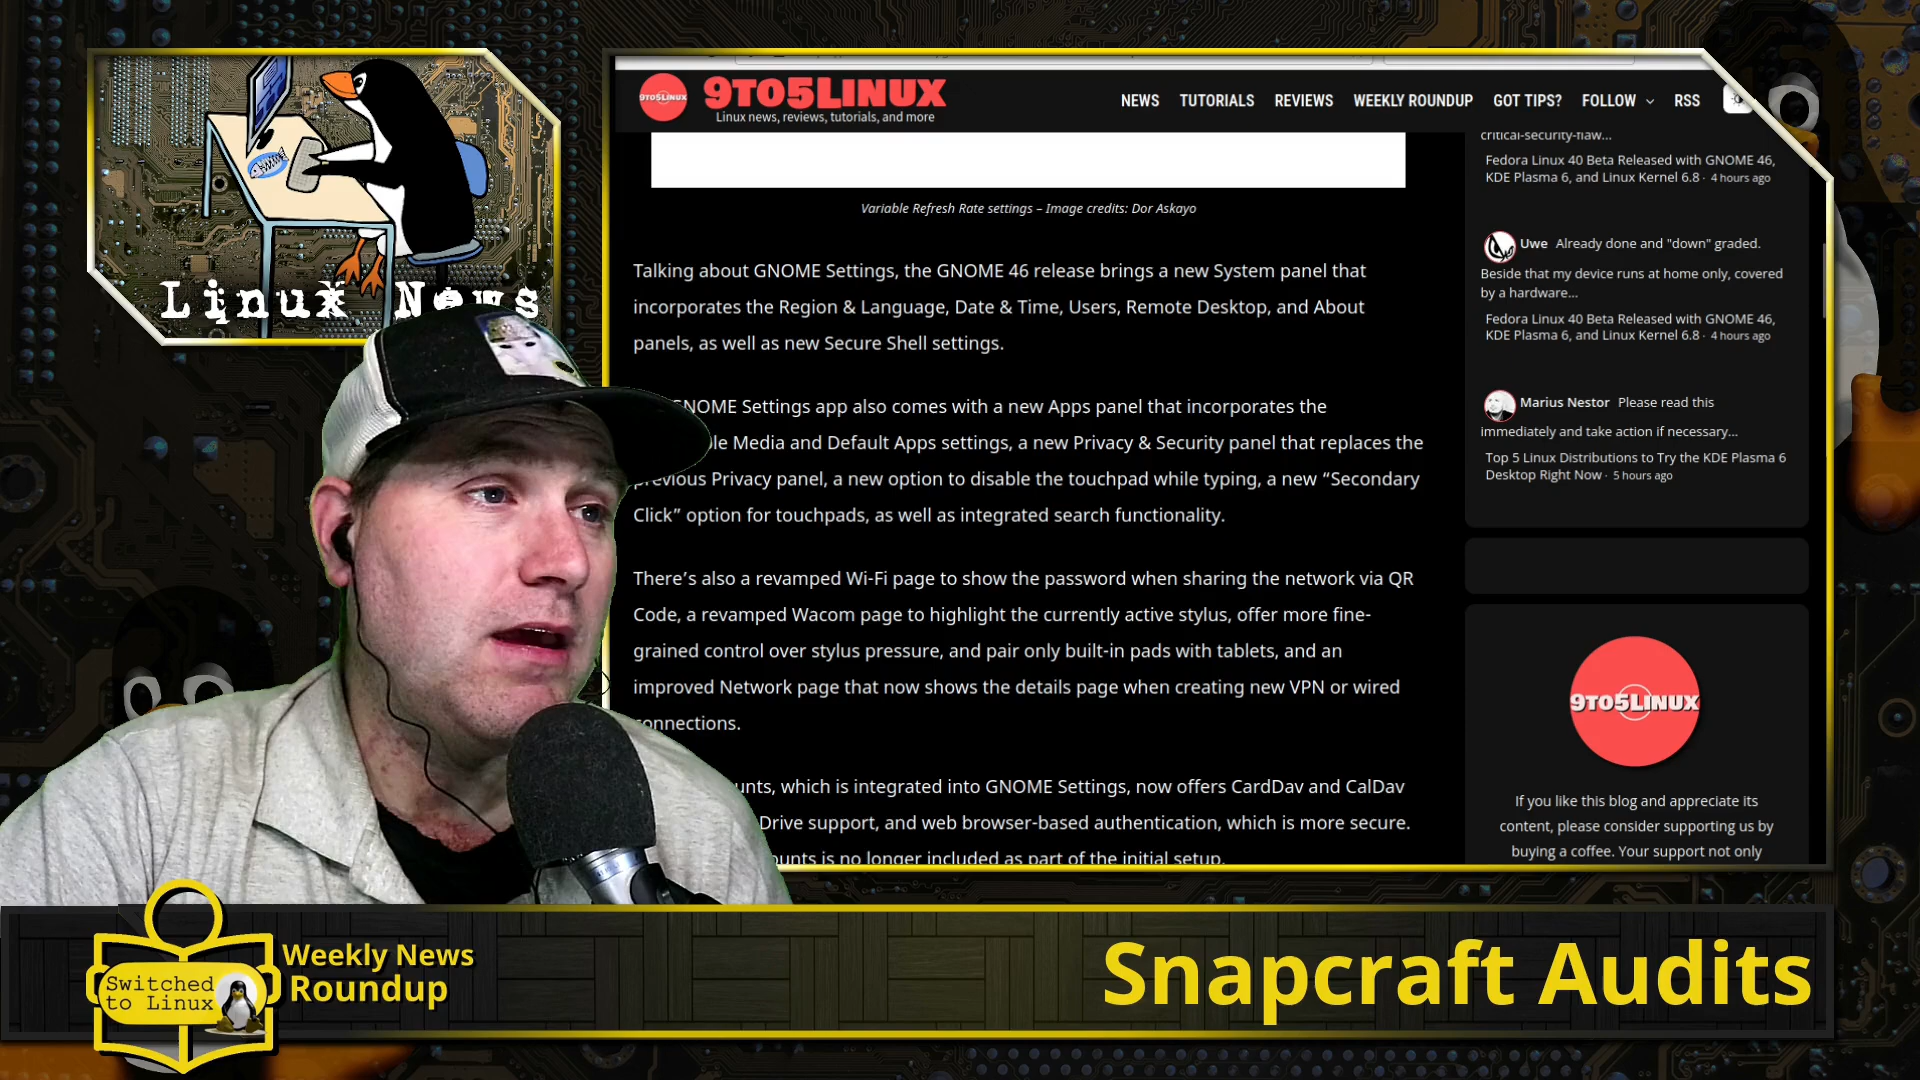 Linux News
9TO5LINUX
9TO5LINUX
Linux news, reviews, tutorials, and more
NEWS TUTORIALS REVIEWS WEEKLY ROUNDUP GOT TIPS? FOLLOW RSS
Variable Refresh Rate settings – Image credits: Dor Askayo
Talking about GNOME Settings, the GNOME 46 release brings a new System panel that
incorporates the Region & Language, Date & Time, Users, Remote Desktop, and About
panels, as well as new Secure Shell settings.
GNOME Settings app also comes with a new Apps panel that incorporates the
le Media and Default Apps settings, a new Privacy & Security panel that replaces the
previous Privacy panel, a new option to disable the touchpad while typing, a new “Secondary
Click” option for touchpads, as well as integrated search functionality.
There’s also a revamped Wi-Fi page to show the password when sharing the network via QR
Code, a revamped Wacom page to highlight the currently active stylus, offer more fine-
grained control over stylus pressure, and pair only built-in pads with tablets, and an
improved Network page that now shows the details page when creating new VPN or wired
connections.
unts, which is integrated into GNOME Settings, now offers CardDav and CalDav
Drive support, and web browser-based authentication, which is more secure.
ounts is no longer included as part of the initial setup.
critical-security-flaw...
Fedora Linux 40 Beta Released with GNOME 46,
KDE Plasma 6, and Linux Kernel 6.8 · 4 hours ago
Uwe Already done and "down" graded.
Beside that my device runs at home only, covered
by a hardware...
Fedora Linux 40 Beta Released with GNOME 46,
KDE Plasma 6, and Linux Kernel 6.8 · 4 hours ago
Marius Nestor Please read this
immediately and take action if necessary...
Top 5 Linux Distributions to Try the KDE Plasma 6
Desktop Right Now · 5 hours ago
9TO5LINUX
If you like this blog and appreciate its
content, please consider supporting us by
buying a coffee. Your support not only
Switched
to Linux
Weekly News
Roundup
Snapcraft Audits